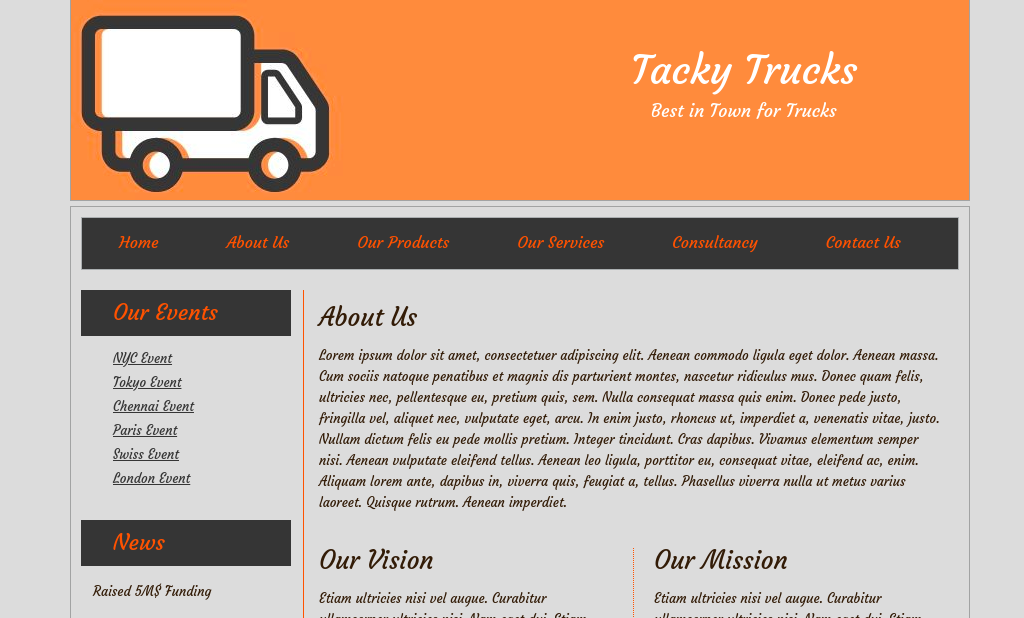 Tacky Trucks
Best in Town for Trucks
Home About Us Our Products Our Services Consultancy Contact Us
Our Events
NYC Event
Tokyo Event
Chennai Event
Paris Event
Swiss Event
London Event
News
Raised 5M$ Funding
About Us
Lorem ipsum dolor sit amet, consectetuer adipiscing elit. Aenean commodo ligula eget dolor. Aenean massa.
Cum sociis natoque penatibus et magnis dis parturient montes, nascetur ridiculus mus. Donec quam felis,
ultricies nec, pellentesque eu, pretium quis, sem. Nulla consequat massa quis enim. Donec pede justo,
fringilla vel, aliquet nec, vulputate eget, arcu. In enim justo, rhoncus ut, imperdiet a, venenatis vitae, justo.
Nullam dictum felis eu pede mollis pretium. Integer tincidunt. Cras dapibus. Vivamus elementum semper
nisi. Aenean vulputate eleifend tellus. Aenean leo ligula, porttitor eu, consequat vitae, eleifend ac, enim.
Aliquam lorem ante, dapibus in, viverra quis, feugiat a, tellus. Phasellus viverra nulla ut metus varius
laoreet. Quisque rutrum. Aenean imperdiet.
Our Vision
Etiam ultricies nisi vel augue. Curabitur
Our Mission
Etiam ultricies nisi vel augue. Curabitur